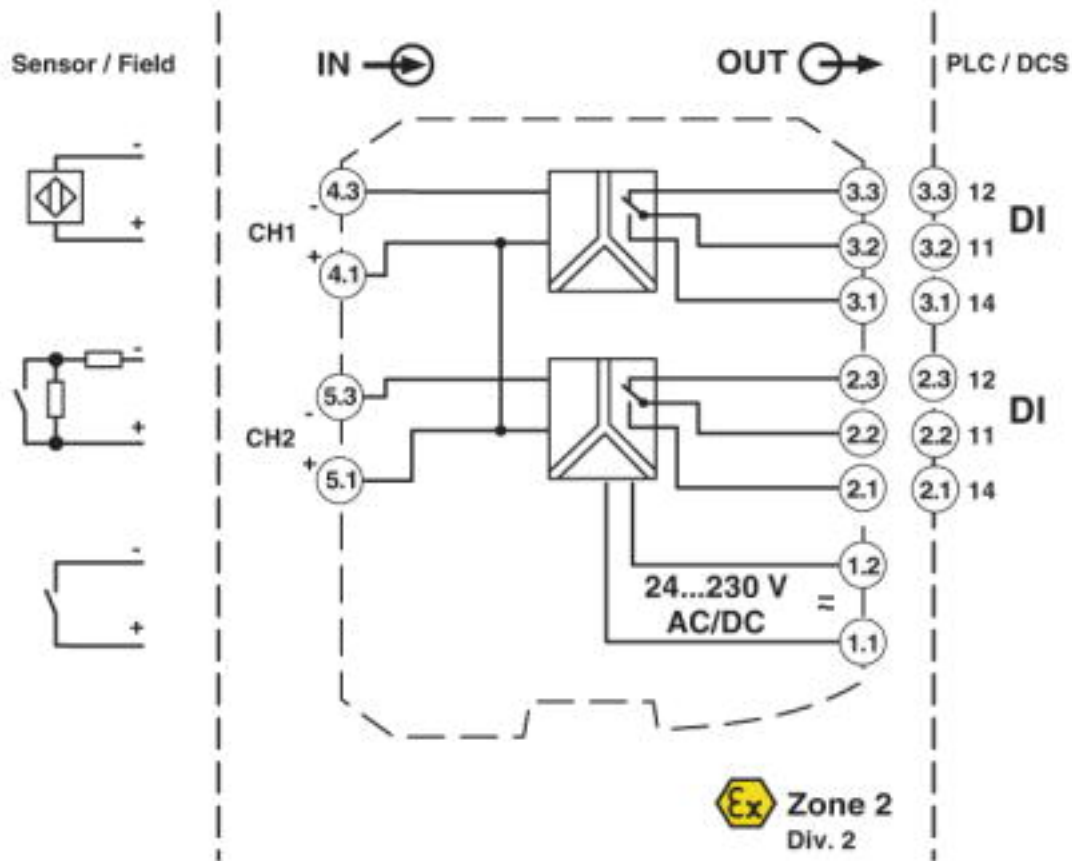 Sensor / Field
IN
OUT
PLC / DCS
-
+
CH1
-
4.3
+
4.1
3.3
3.3
12
DI
3.2
3.2
11
3.1
3.1
14
-
+
CH2
-
5.3
+
5.1
2.3
2.3
12
DI
2.2
2.2
11
2.1
2.1
14
-
+
24...230 V
AC/DC
1.2
1.1
Ex
Zone 2
Div. 2